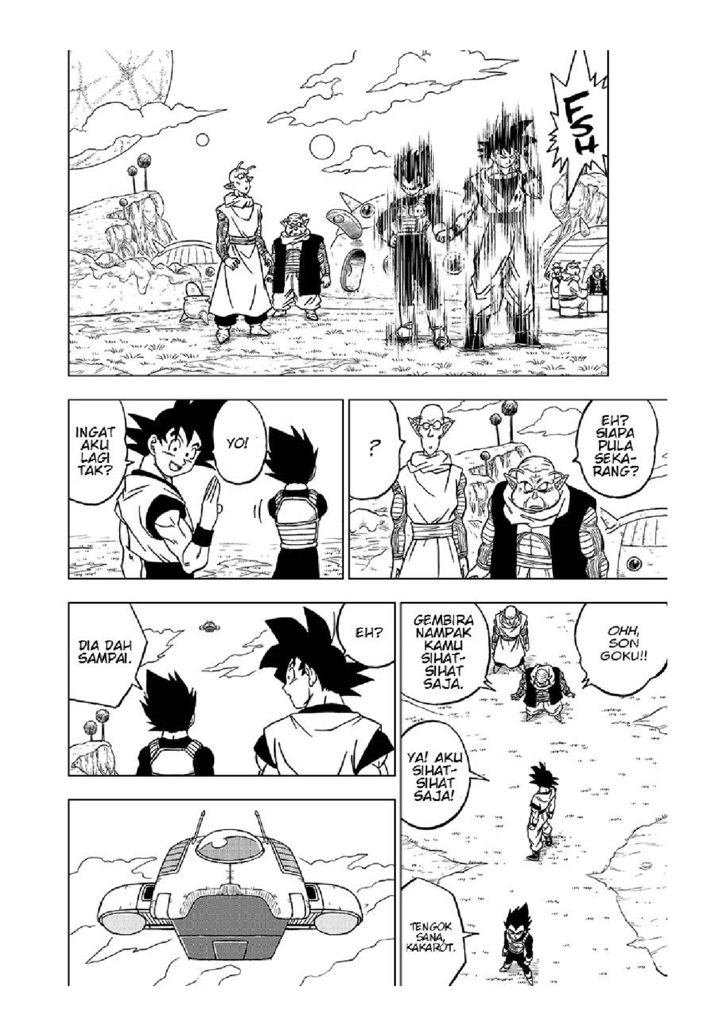 ESH
EH?
SIAPA
PULA
SEKA-
RANG?
?
YO!
INGAT
AKU
LAGI
TAK?
OHH,
SON
GOKU!!
GEMBIRA
NAMPAK
KAMU
SIHAT-
SIHAT
SAJA.
YA! AKU
SIHAT-
SIHAT
SAJA!
TENGOK
SANA,
KAKAROT.
EH?
DIA DAH
SAMPAI.